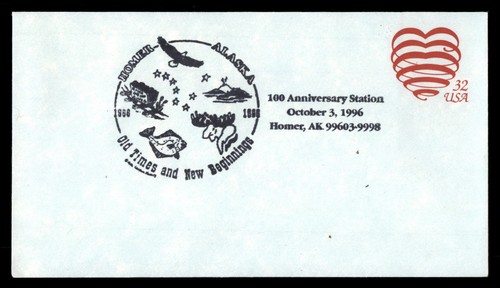 HOMER ALASKA
1896 1996
Old Times and New Beginnings
100 Anniversary Station
October 3, 1996
Homer, AK 99603-9998
32
USA